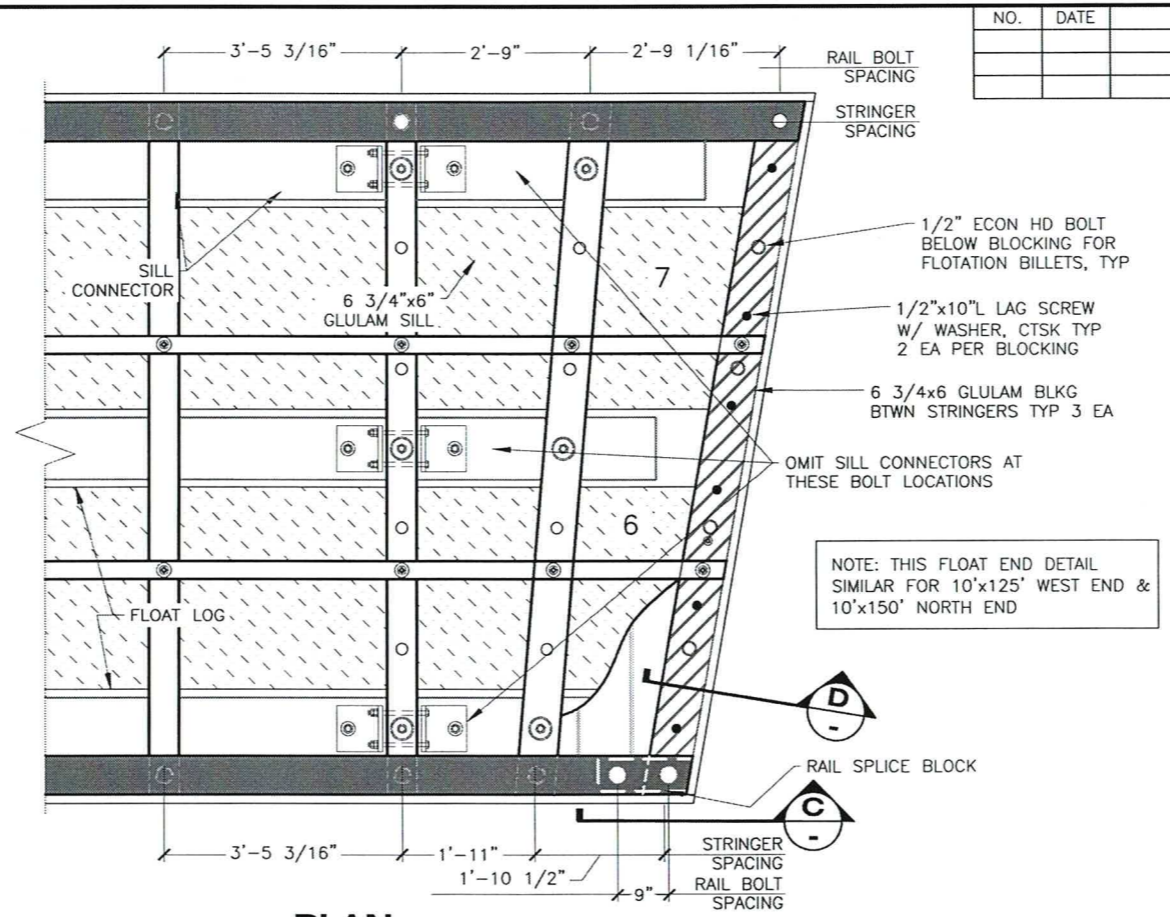 NO. DATE
3'-5 3/16" 2'-9" 2'-9 1/16"
RAIL BOLT
SPACING
STRINGER
SPACING
1/2" ECON HD BOLT
BELOW BLOCKING FOR
FLOTATION BILLETS, TYP
SILL
CONNECTOR
6 3/4"x6"
GLULAM SILL
7
1/2"x10"L LAG SCREW
W/ WASHER, CTSK TYP
2 EA PER BLOCKING
6 3/4x6 GLULAM BLKG
BTWN STRINGERS TYP 3 EA
OMIT SILL CONNECTORS AT
THESE BOLT LOCATIONS
6
NOTE: THIS FLOAT END DETAIL
SIMILAR FOR 10'x125' WEST END &
10'x150' NORTH END
FLOAT LOG
D
-
RAIL SPLICE BLOCK
C
-
3'-5 3/16" 1'-11"
STRINGER
SPACING
1'-10 1/2"
9"
RAIL BOLT
SPACING
PLAN